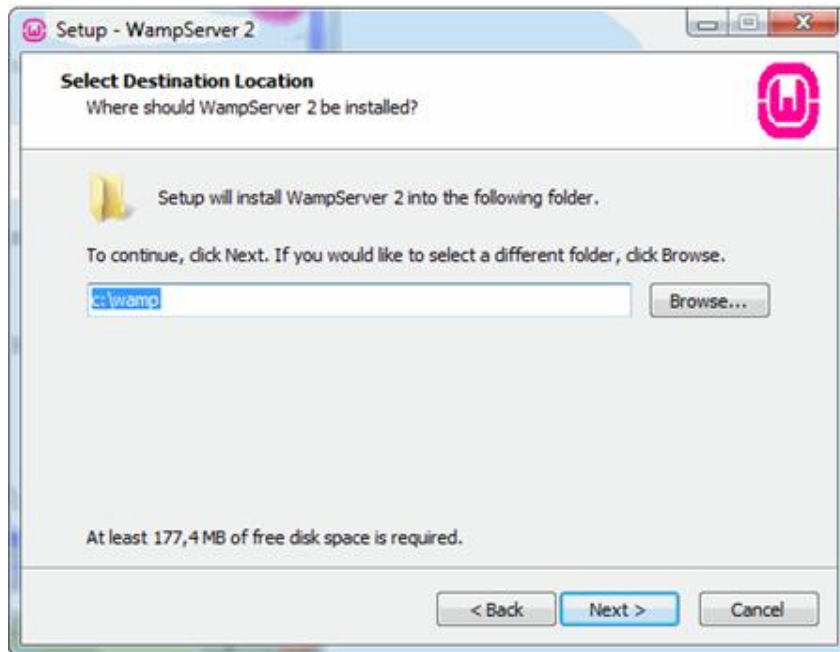 Setup - WampServer 2
Select Destination Location
Where should WampServer 2 be installed?
Setup will install WampServer 2 into the following folder.
To continue, click Next. If you would like to select a different folder, click Browse.
c:\wamp
Browse...
At least 177,4 MB of free disk space is required.
< Back
Next >
Cancel